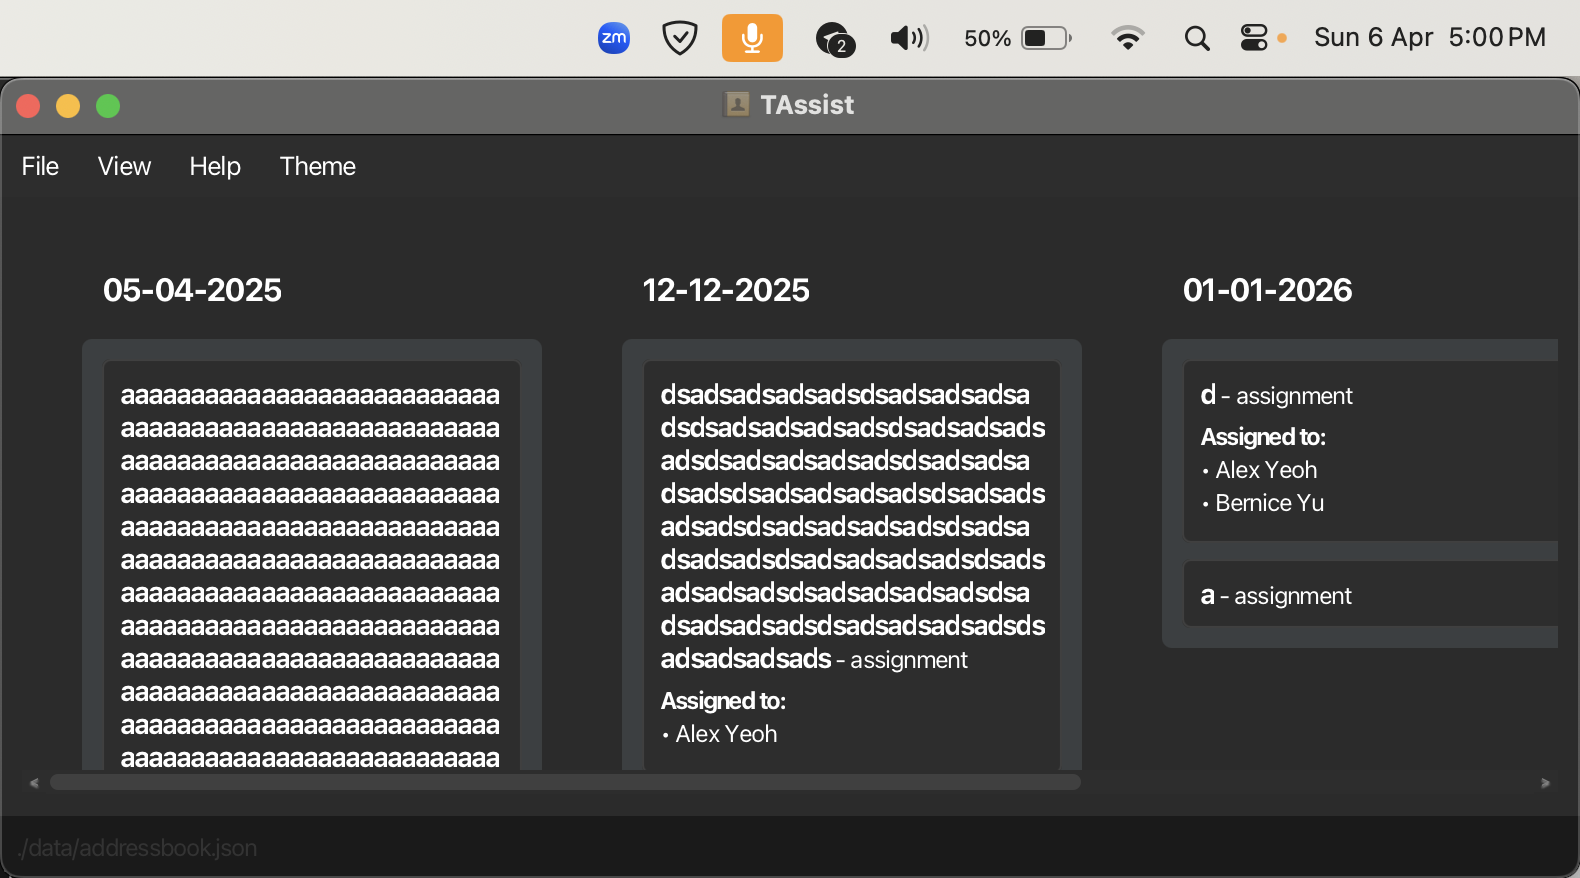 zm
2
50%
Sun 6 Apr 5:00 PM
TAssist
File View Help Theme
05-04-2025
aaaaaaaaaaaaaaaaaaaaaaaaaaa
aaaaaaaaaaaaaaaaaaaaaaaaaaa
aaaaaaaaaaaaaaaaaaaaaaaaaaa
aaaaaaaaaaaaaaaaaaaaaaaaaaa
aaaaaaaaaaaaaaaaaaaaaaaaaaa
aaaaaaaaaaaaaaaaaaaaaaaaaaa
aaaaaaaaaaaaaaaaaaaaaaaaaaa
aaaaaaaaaaaaaaaaaaaaaaaaaaa
aaaaaaaaaaaaaaaaaaaaaaaaaaa
aaaaaaaaaaaaaaaaaaaaaaaaaaa
aaaaaaaaaaaaaaaaaaaaaaaaaaa
aaaaaaaaaaaaaaaaaaaaaaaaaaa
12-12-2025
dsadsadsadsadsdsadsadsadsa
dsdsadsadsadsadsdsadsadsads
adsdsadsadsadsadsdsadsadsa
dsadsdsadsadsadsadsdsadsads
adsadsdsadsadsadsadsdsadsa
dsadsadsdsadsadsadsadsdsads
adsadsadsdsadsadsadsadsdsa
dsadsadsadsdsadsadsadsadsds
adsadsadsads - assignment
Assigned to:
• Alex Yeoh
01-01-2026
d - assignment
Assigned to:
• Alex Yeoh
• Bernice Yu
a - assignment
./data/addressbook.json